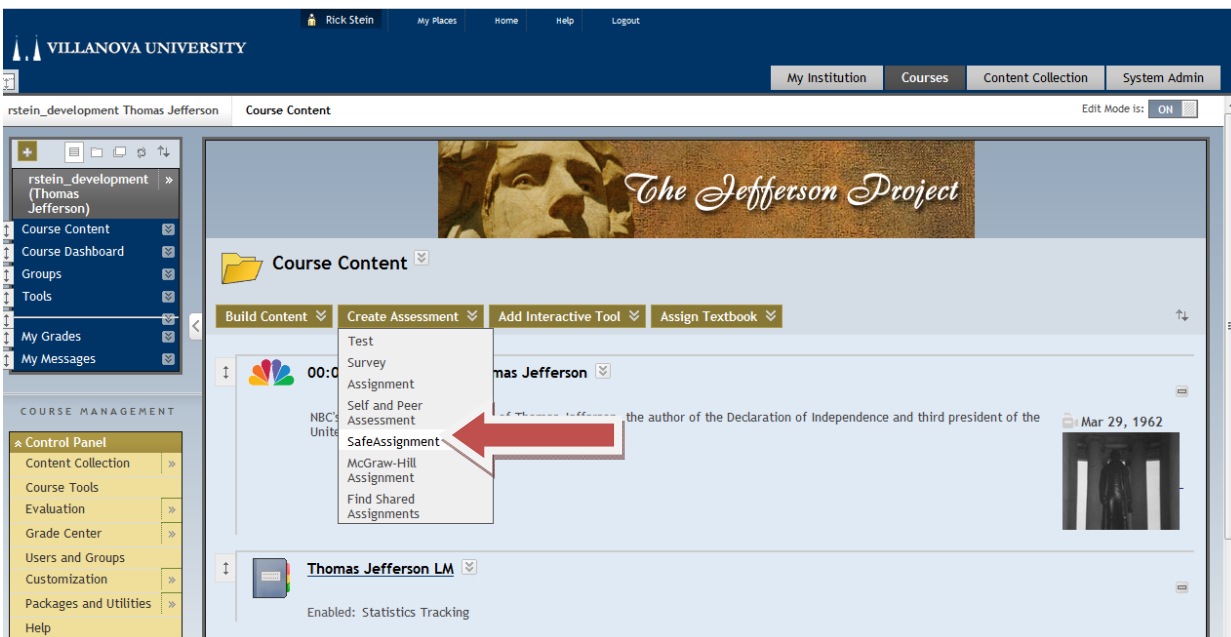 Rick Stein My Places Home Help Logout
VILLANOVA UNIVERSITY
My Institution Courses Content Collection System Admin
rstein_development Thomas Jefferson Course Content Edit Mode is: ON
The Jefferson Project
rstein_development
(Thomas
Jefferson)
Course Content
Course Dashboard
Groups
Tools
My Grades
My Messages
COURSE MANAGEMENT
Control Panel
Content Collection
Course Tools
Evaluation
Grade Center
Users and Groups
Customization
Packages and Utilities
Help
Course Content
Build Content Create Assessment Add Interactive Tool Assign Textbook
Test
Survey
Assignment
Self and Peer
Assessment
SafeAssignment
McGraw-Hill
Assignment
Find Shared
Assignments
00:0 mas Jefferson
NBC's of Thomas Jefferson, the author of the Declaration of Independence and third president of the
Unite
Mar 29, 1962
Thomas Jefferson LM
Enabled: Statistics Tracking